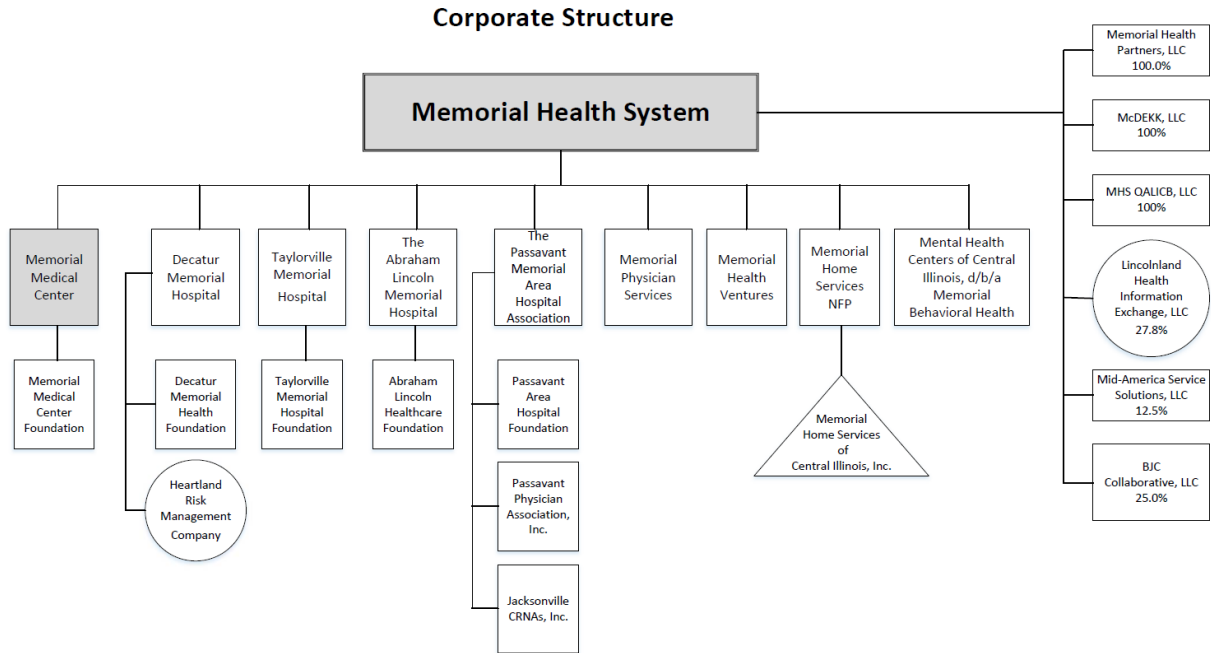 Corporate Structure
Memorial Health System
Memorial Health
Partners, LLC
100.0%
McDEKK, LLC
100%
MHS QALICB, LLC
100%
Lincolnland
Health
Information
Exchange, LLC
27.8%
Mid-America Service
Solutions, LLC
12.5%
BJC
Collaborative, LLC
25.0%
Memorial
Medical
Center
Decatur
Memorial
Hospital
Taylorville
Memorial
Hospital
The
Abraham
Lincoln
Memorial
Hospital
The
Passavant
Memorial
Area
Hospital
Association
Memorial
Physician
Services
Memorial
Health
Ventures
Memorial
Home
Services
NFP
Mental Health
Centers of Central
Illinois, d/b/a
Memorial
Behavioral Health
Memorial
Medical
Center
Foundation
Decatur
Memorial
Health
Foundation
Taylorville
Memorial
Hospital
Foundation
Abraham
Lincoln
Healthcare
Foundation
Passavant
Area
Hospital
Foundation
Memorial
Home Services
of
Central Illinois, Inc.
Heartland
Risk
Management
Company
Passavant
Physician
Association,
Inc.
Jacksonville
CRNAs, Inc.